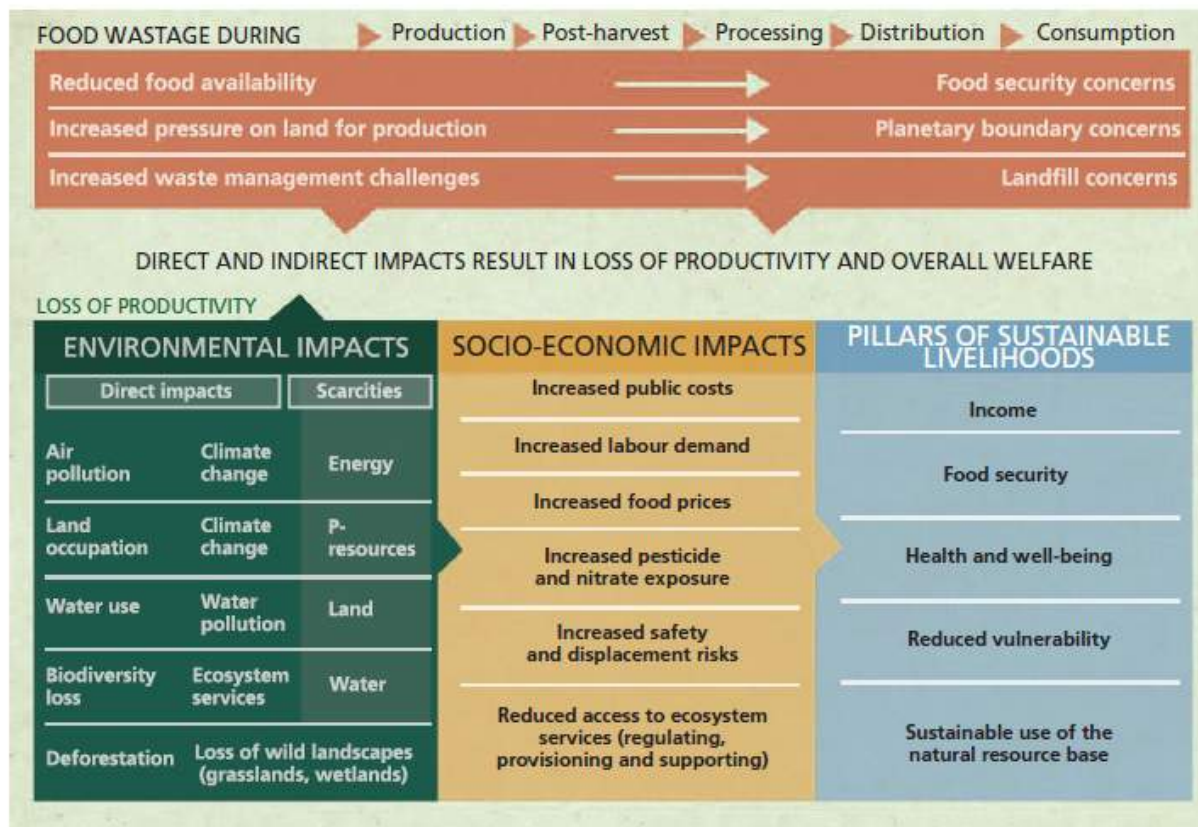 FOOD WASTAGE DURING Production Post-harvest Processing Distribution Consumption
Reduced food availability Food security concerns
Increased pressure on land for production Planetary boundary concerns
Increased waste management challenges Landfill concerns
DIRECT AND INDIRECT IMPACTS RESULT IN LOSS OF PRODUCTIVITY AND OVERALL WELFARE
LOSS OF PRODUCTIVITY
ENVIRONMENTAL IMPACTS
Direct impacts Scarcities
Air Climate
pollution change Energy
Land Climate P-
occupation change resources
Water use Water Land
pollution
Biodiversity Ecosystem Water
loss services
Deforestation Loss of wild landscapes
(grasslands, wetlands)
SOCIO-ECONOMIC IMPACTS
Increased public costs
Increased labour demand
Increased food prices
Increased pesticide
and nitrate exposure
Increased safety
and displacement risks
Reduced access to ecosystem
services (regulating,
provisioning and supporting)
PILLARS OF SUSTAINABLE
LIVELIHOODS
Income
Food security
Health and well-being
Reduced vulnerability
Sustainable use of the
natural resource base